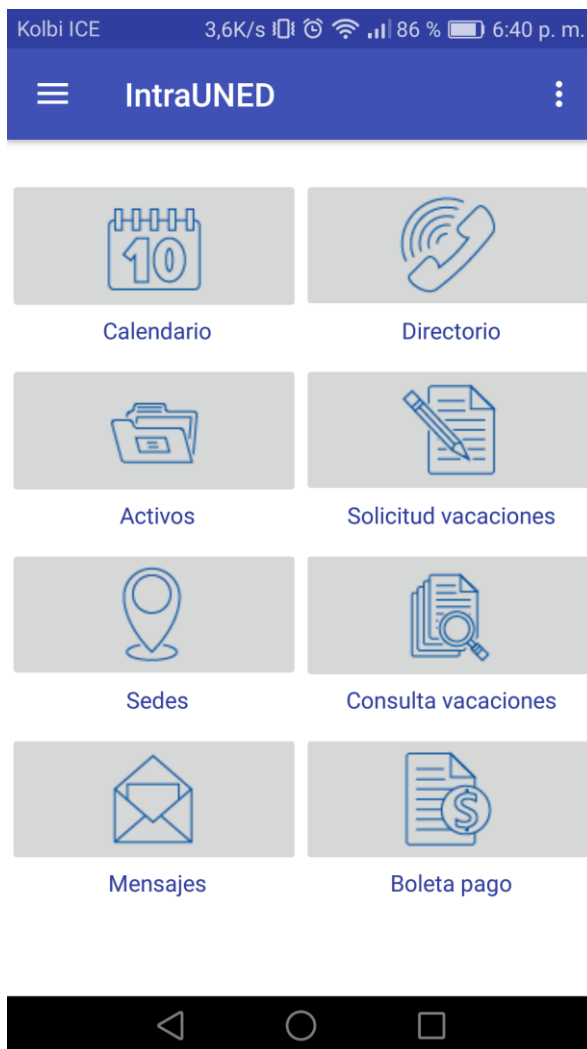 Kolbi ICE 3,6K/s 86 % 6:40 p. m.
IntraUNED
10
Calendario Directorio
Activos Solicitud vacaciones
Sedes Consulta vacaciones
$
Mensajes Boleta pago